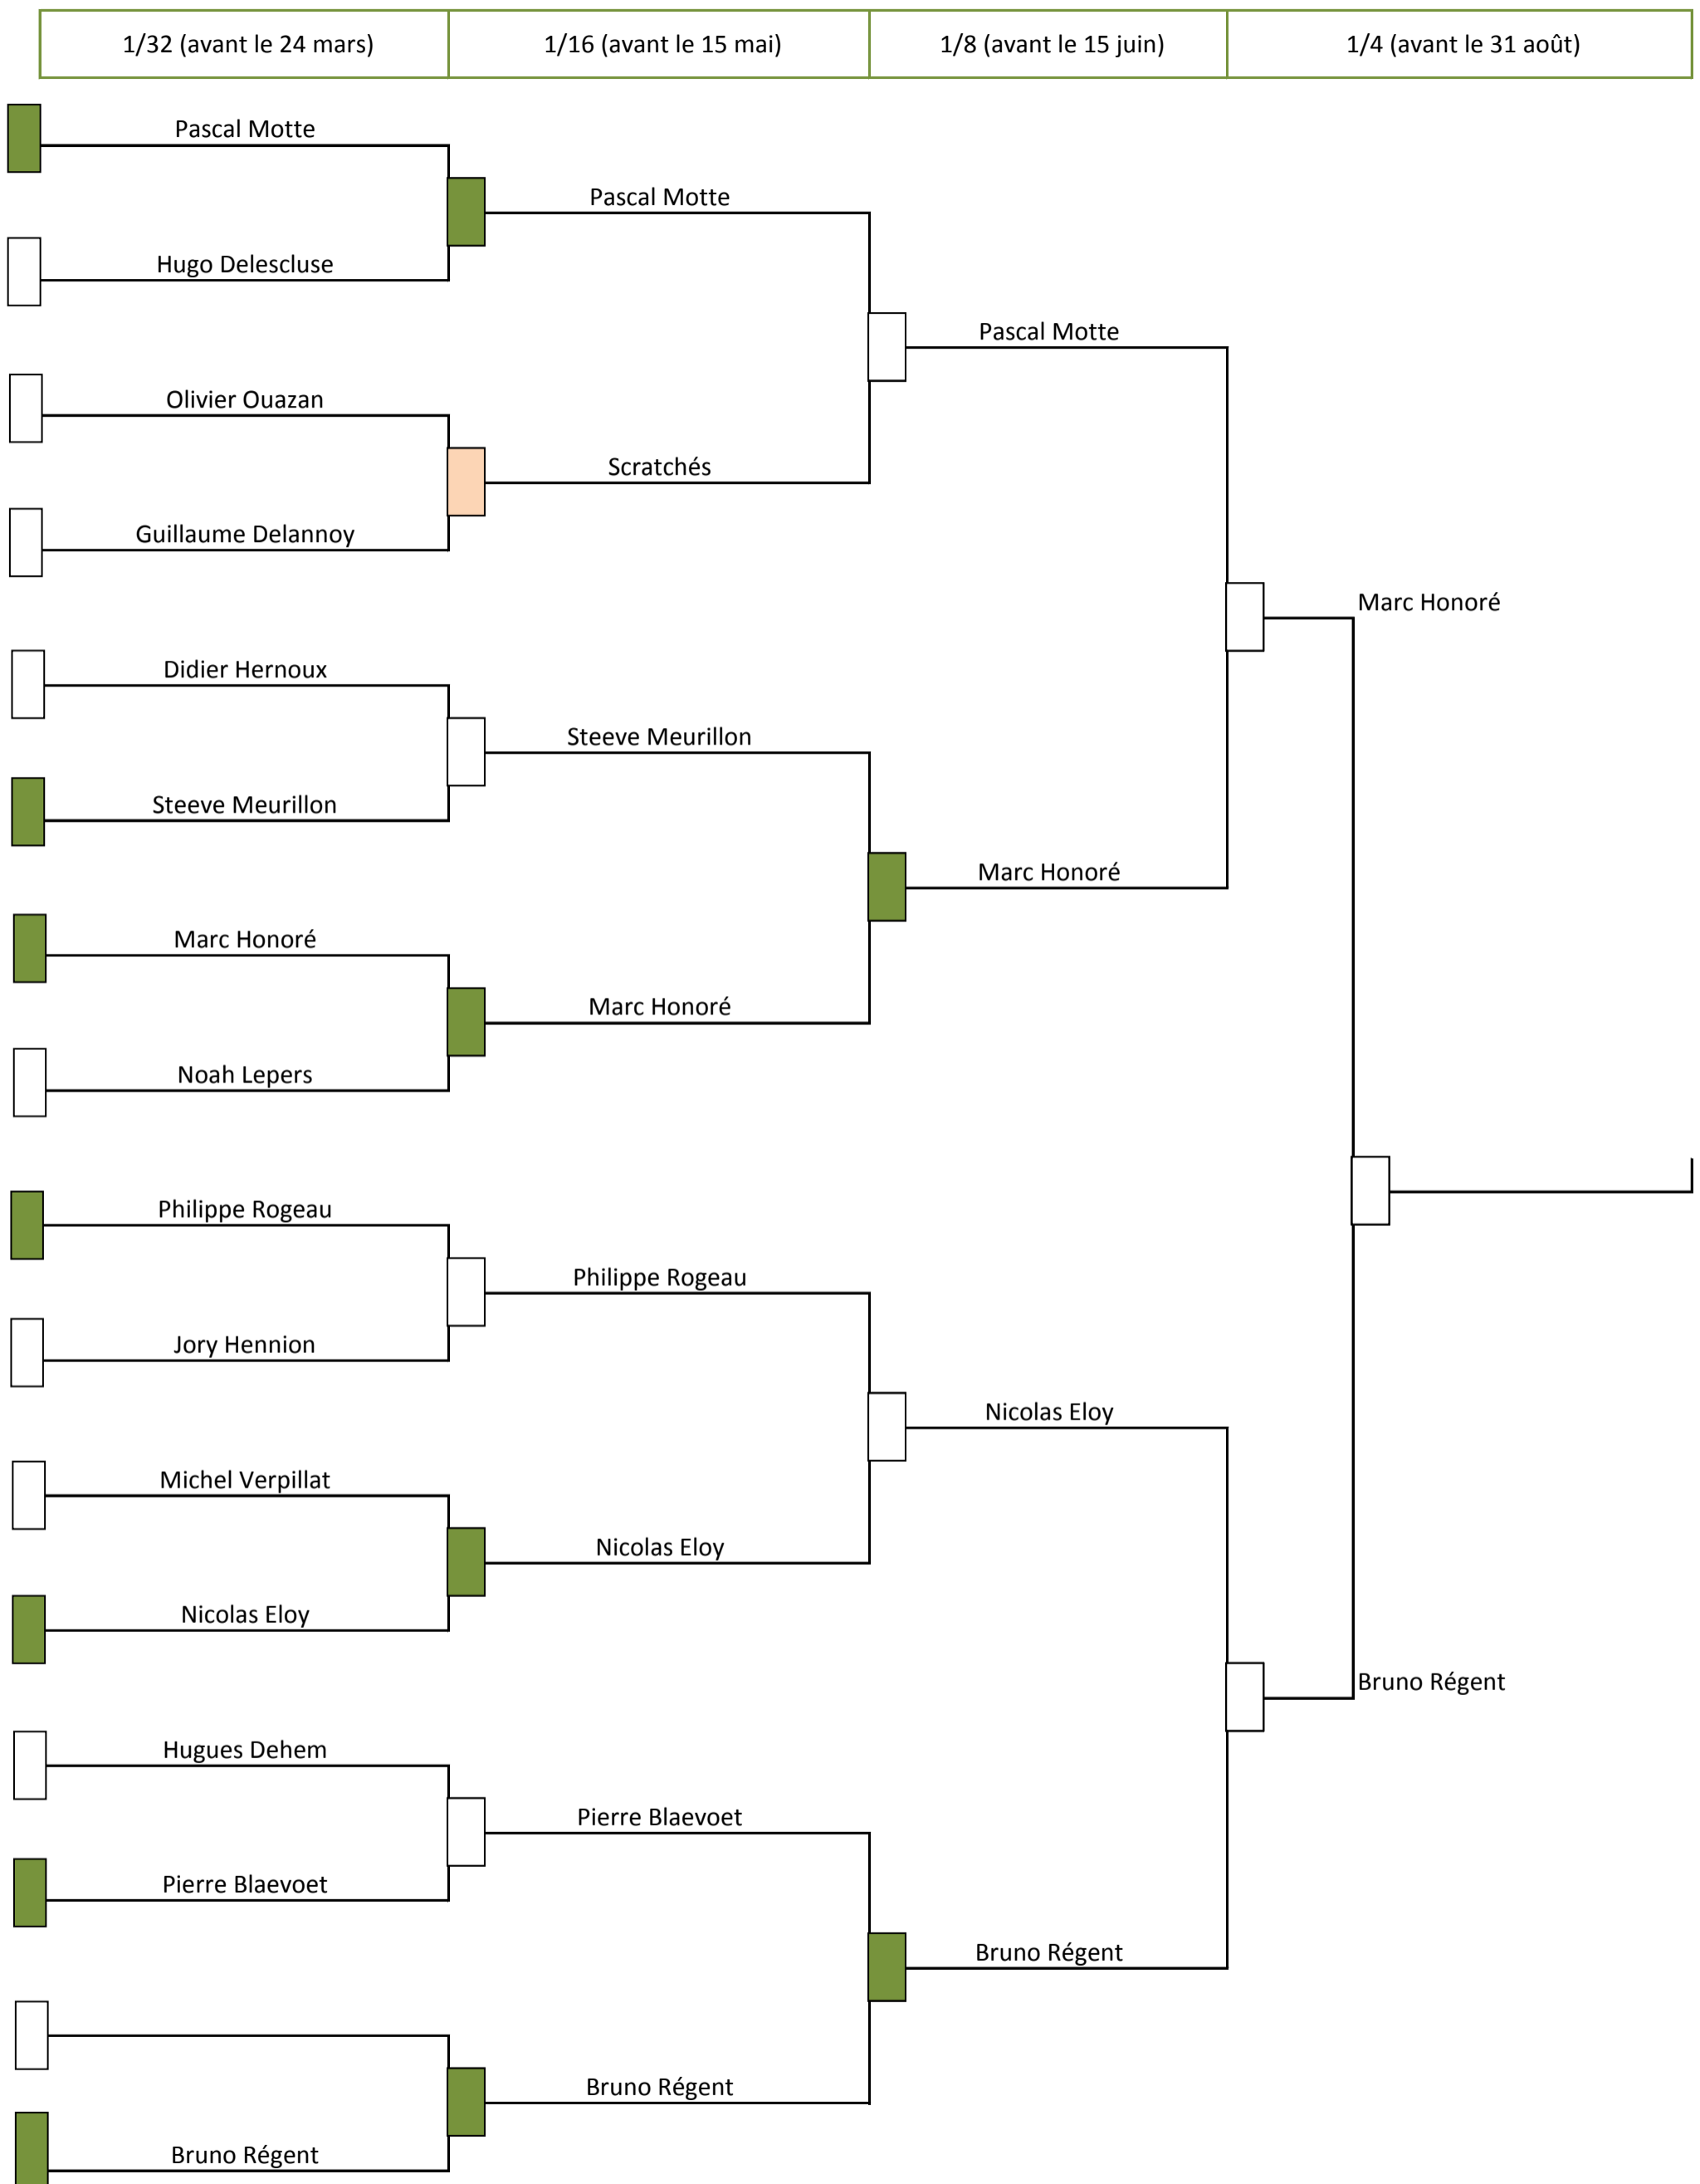 1/32 (avant le 24 mars)
1/16 (avant le 15 mai)
1/8 (avant le 15 juin)
1/4 (avant le 31 août)
Pascal Motte
Pascal Motte
Hugo Delescluse
Pascal Motte
Olivier Ouazan
Scratchés
Guillaume Delannoy
Marc Honoré
Didier Hernoux
Steeve Meurillon
Steeve Meurillon
Marc Honoré
Marc Honoré
Marc Honoré
Noah Lepers
Philippe Rogeau
Philippe Rogeau
Jory Hennion
Nicolas Eloy
Michel Verpillat
Nicolas Eloy
Nicolas Eloy
Bruno Régent
Hugues Dehem
Pierre Blaevoet
Pierre Blaevoet
Bruno Régent
Bruno Régent
Bruno Régent